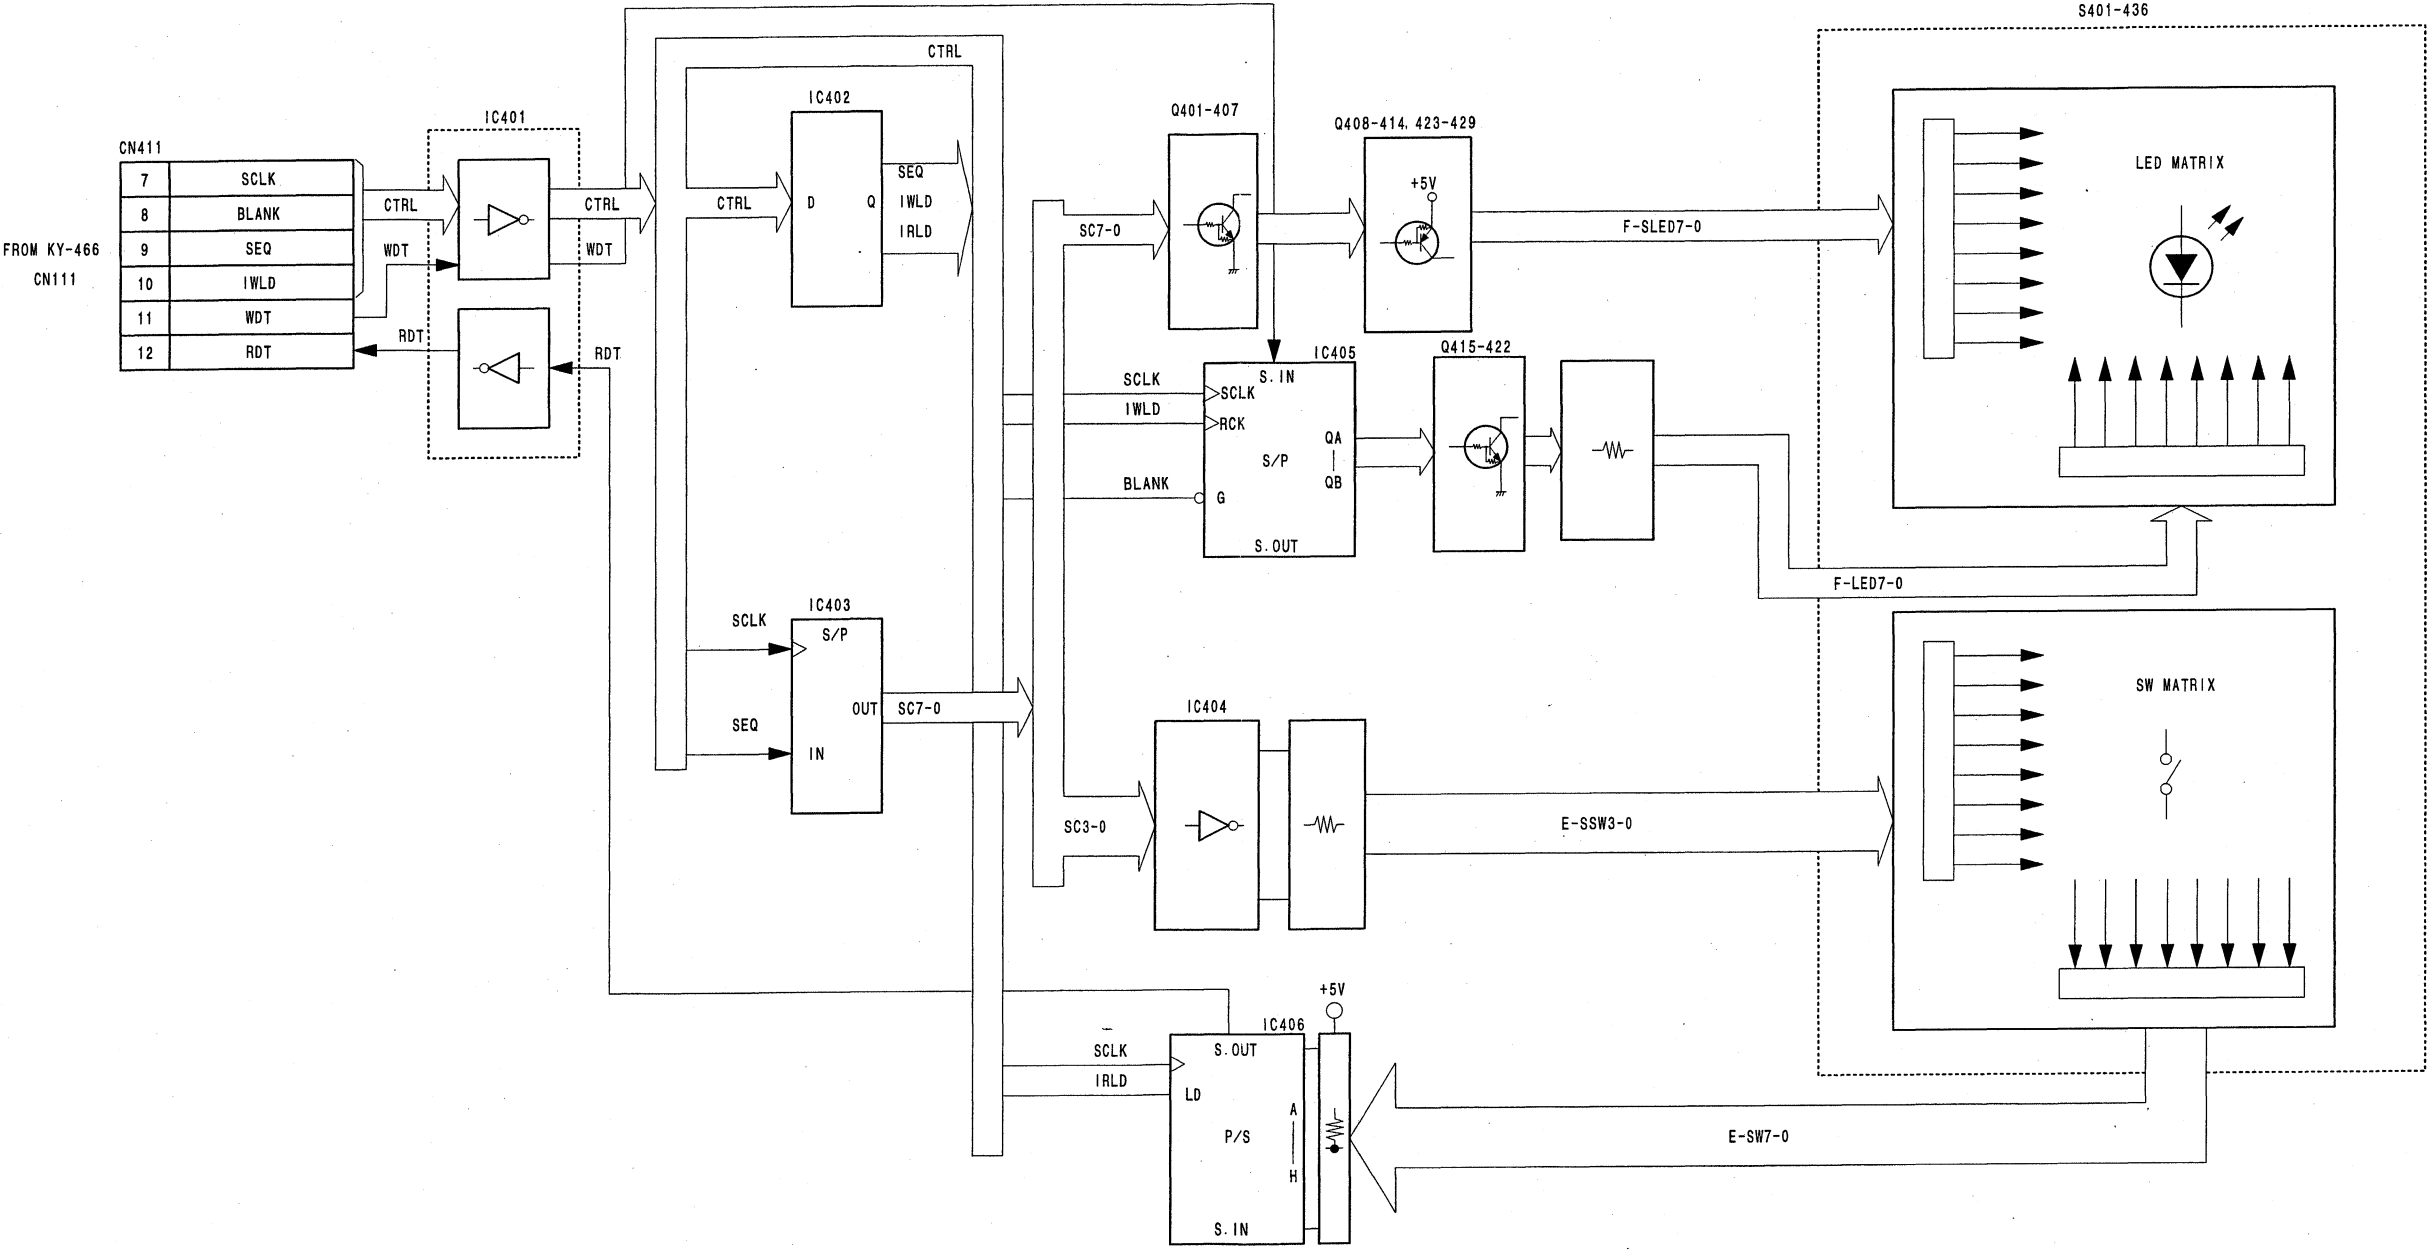 S401-436
CTRL
IC402
IC401
Q401-407
Q408-414, 423-429
CN411
7 SCLK
8 BLANK
9 SEQ
10 IWLD
11 WDT
12 RDT
FROM KY-466
CN111
CTRL
WDT
RDT
CTRL
WDT
RDT
CTRL
D
Q
SEQ
IWLD
IRLD
SC7-0
+5V
F-SLED7-0
LED MATRIX
IC405
Q415-422
SCLK
IWLD
BLANK
S.IN
SCLK
RCK
S/P
QA
QB
G
S.OUT
F-LED7-0
IC403
SCLK
S/P
SEQ
OUT
IN
SC7-0
SW MATRIX
IC404
SC3-0
E-SSW3-0
+5V
IC406
SCLK
IRLD
S.OUT
LD
A
P/S
H
S.IN
E-SW7-0